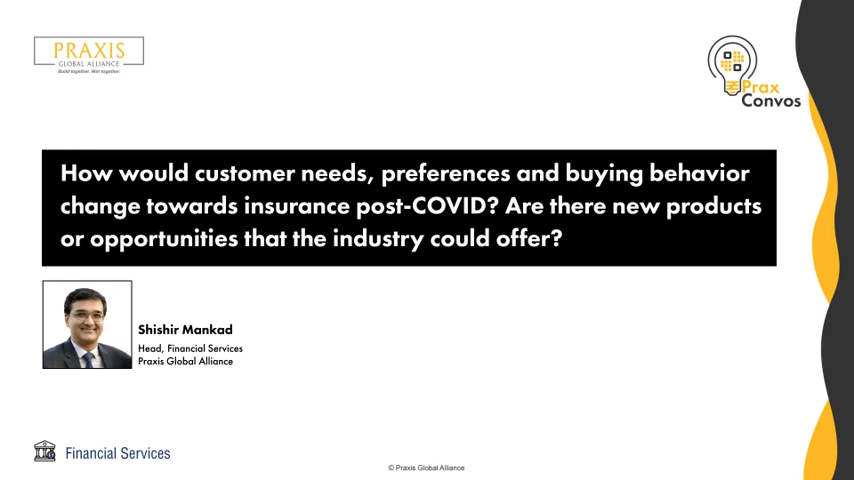 PRAXIS
GLOBAL ALLIANCE
Build together. Win together.
Prax
Convos
How would customer needs, preferences and buying behavior
change towards insurance post-COVID? Are there new products
or opportunities that the industry could offer?
Shishir Mankad
Head, Financial Services
Praxis Global Alliance
Financial Services
© Praxis Global Alliance